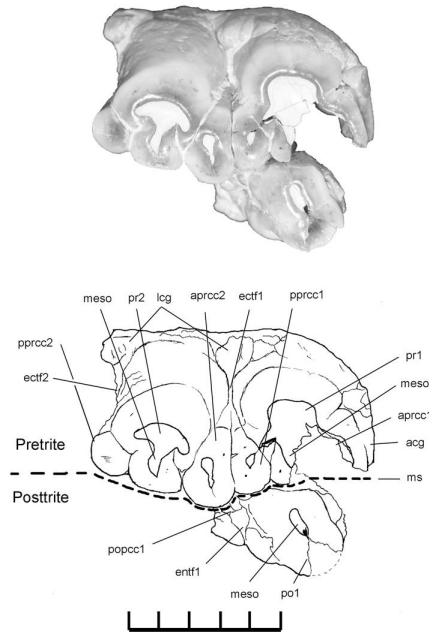 meso pr2 lcg aprcc2 ectf1 pprcc1
pprcc2
pr1
ectf2
meso
aprcc1
Pretrite
acg
ms
Posttrite
popcc1
entf1
meso
po1